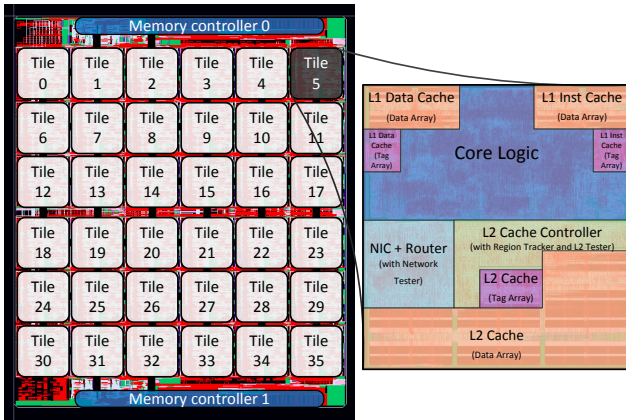 Memory controller 0
Tile Tile Tile Tile Tile Tile
0 1 2 3 4 5
Tile Tile Tile Tile Tile Tile
6 7 8 9 10 11
Tile Tile Tile Tile Tile Tile
12 13 14 15 16 17
Tile Tile Tile Tile Tile Tile
18 19 20 21 22 23
Tile Tile Tile Tile Tile Tile
24 25 26 27 28 29
Tile Tile Tile Tile Tile Tile
30 31 32 33 34 35
Memory controller 1
L1 Data Cache
(Data Array)
L1 Inst Cache
(Data Array)
L1 Data
Cache
(Tag
Array)
Core Logic
L1 Inst
Cache
(Tag
Array)
NIC + Router
(with Network
Tester)
L2 Cache Controller
(with Region Tracker and L2 Tester)
L2 Cache
(Tag Array)
L2 Cache
(Data Array)